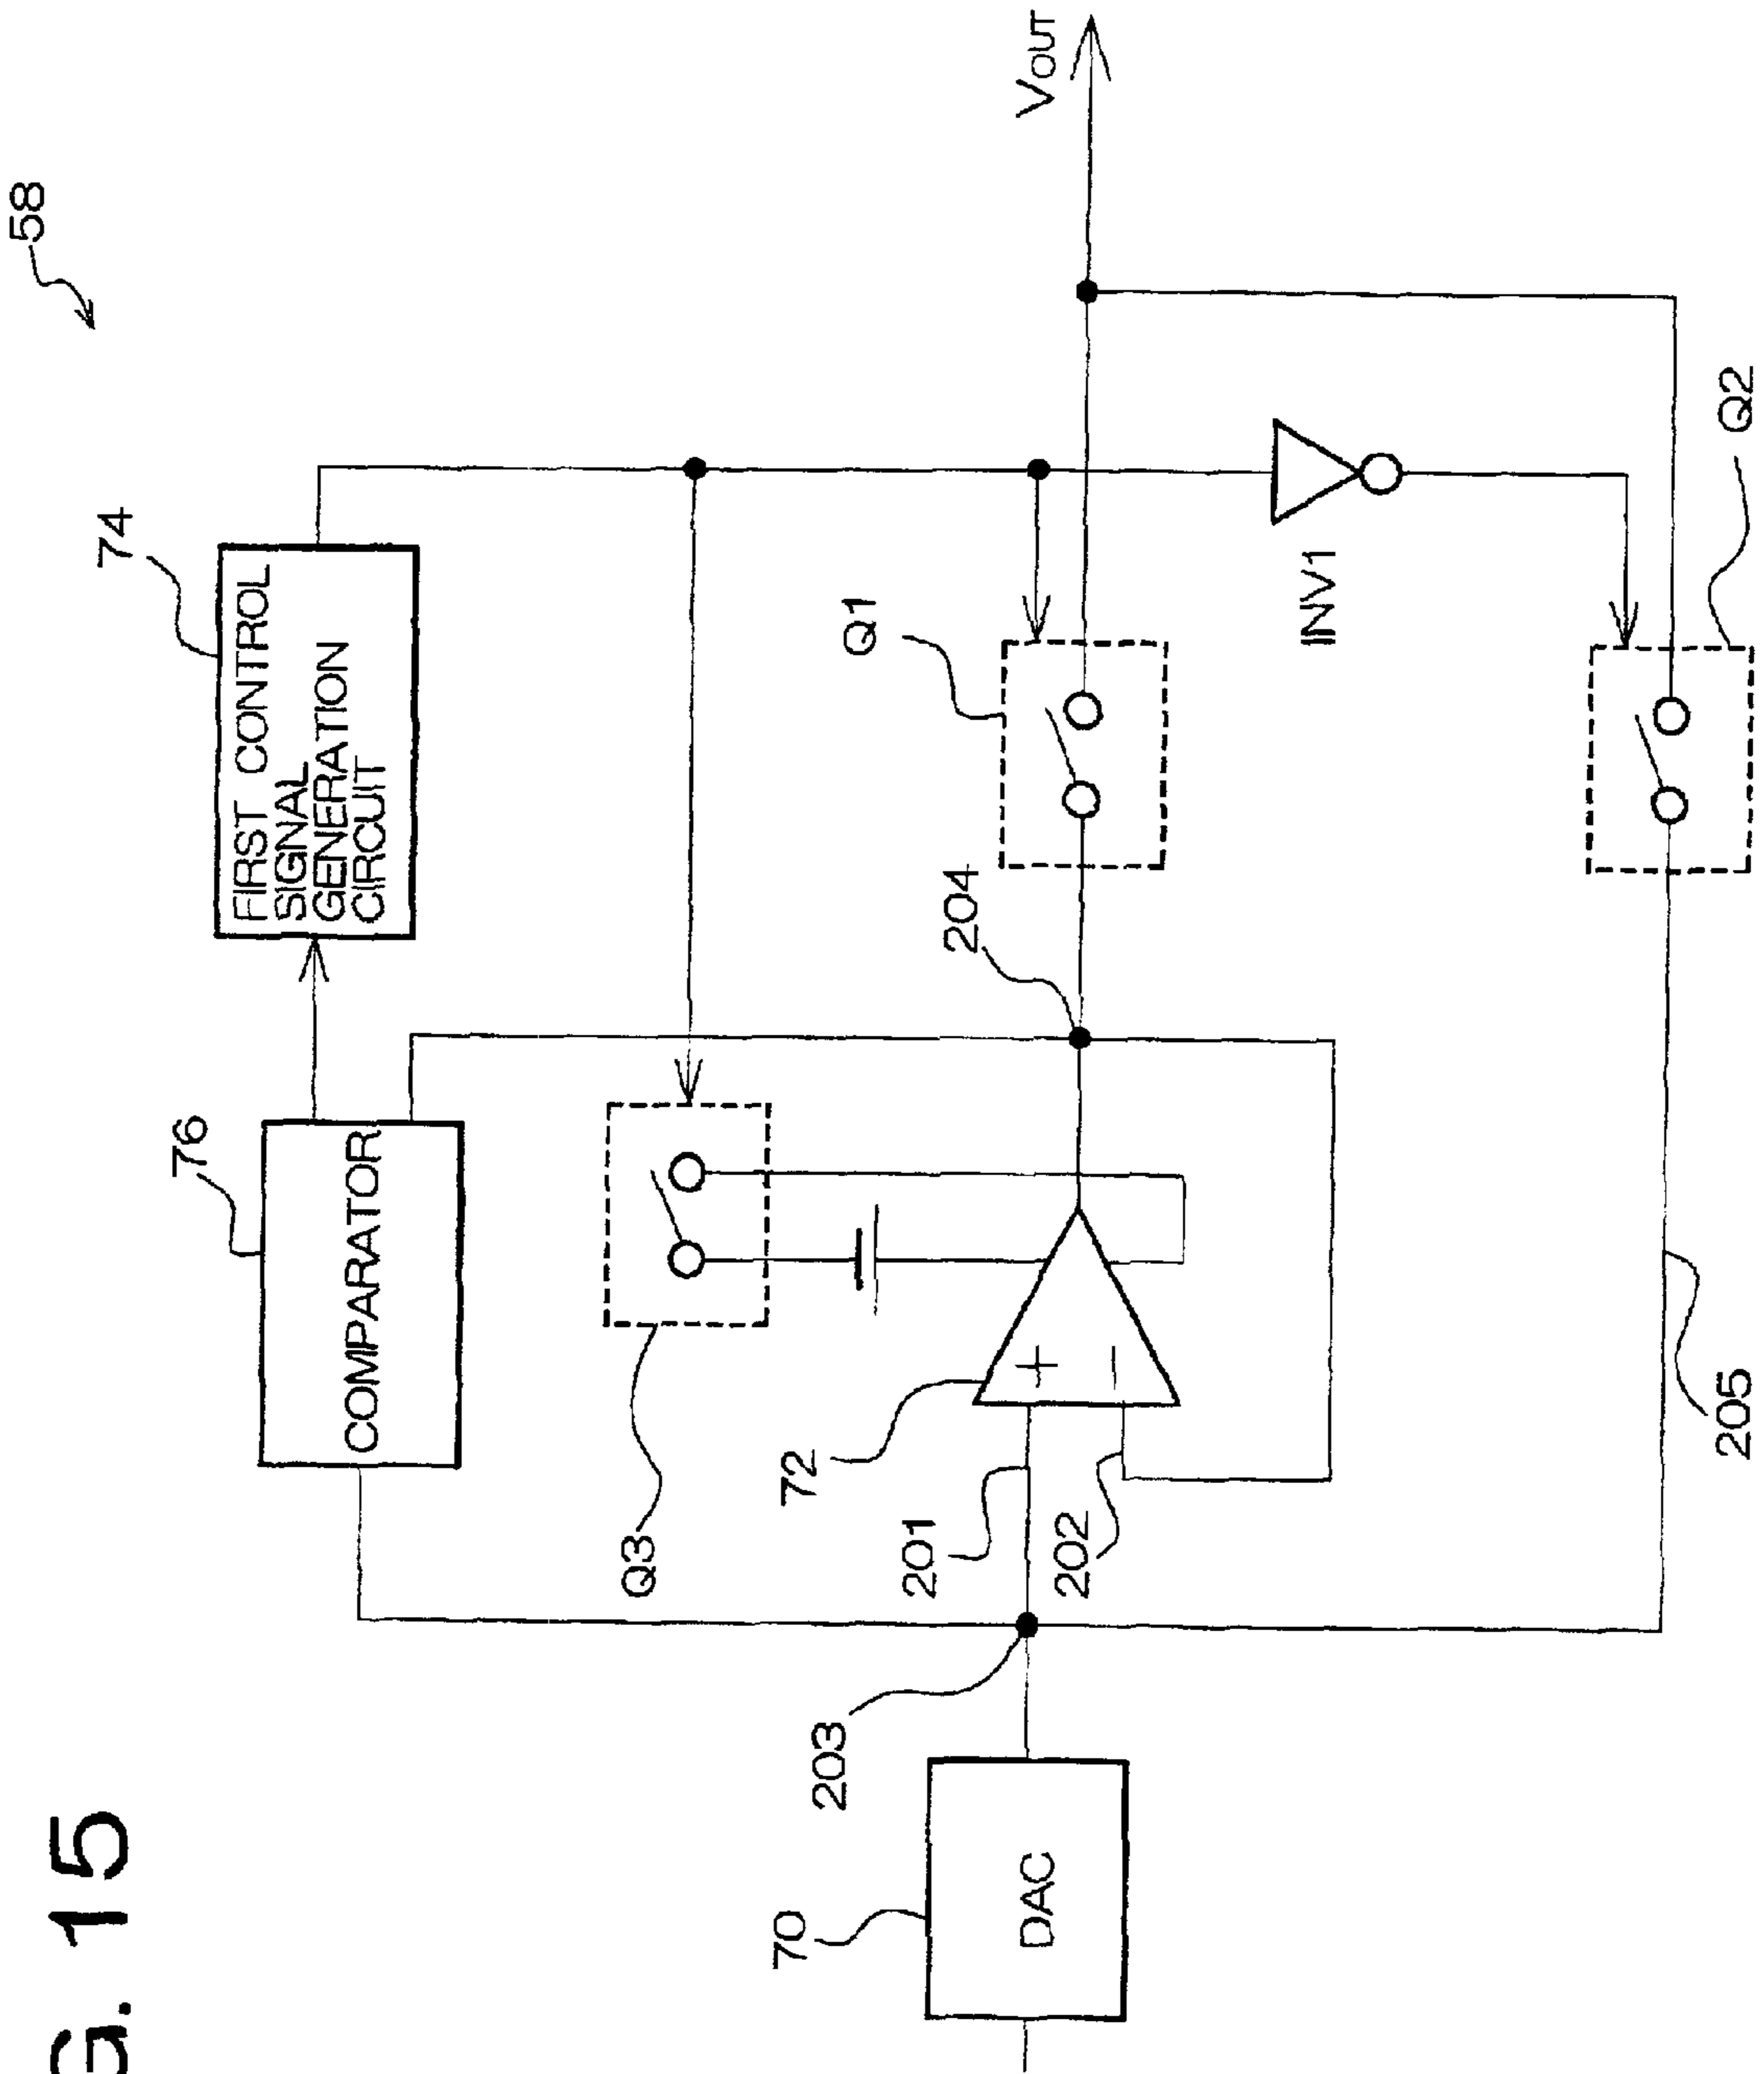 G. 15
58
74
FIRST CONTROL
SIGNAL
GENERATION
CIRCUIT
76
COMPARATOR
Q3
Q1
204
VOUT
72
+
−
201
202
203
70
DAC
INV1
Q2
205